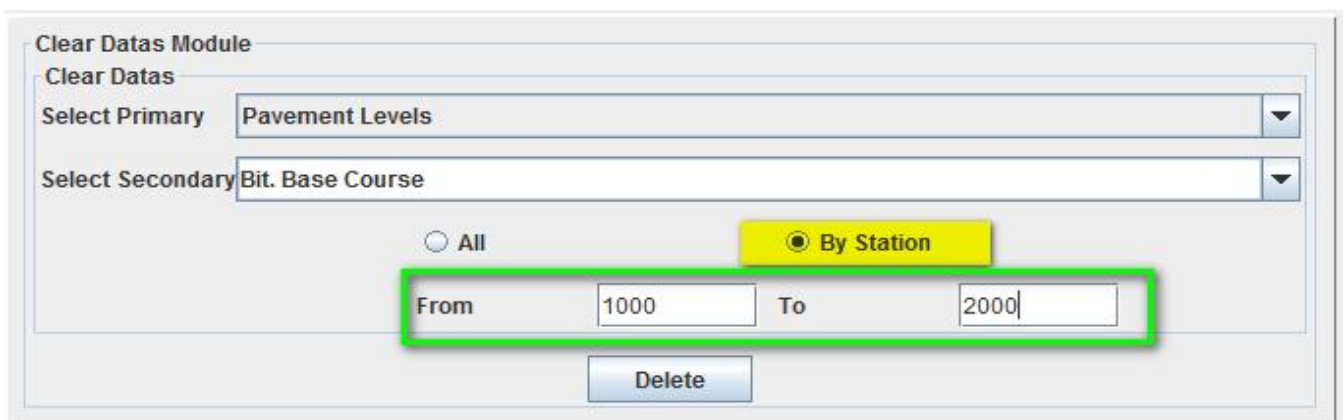 Clear Datas Module
Clear Datas
Select Primary Pavement Levels
Select Secondary Bit. Base Course
All By Station
From 1000 To 2000
Delete